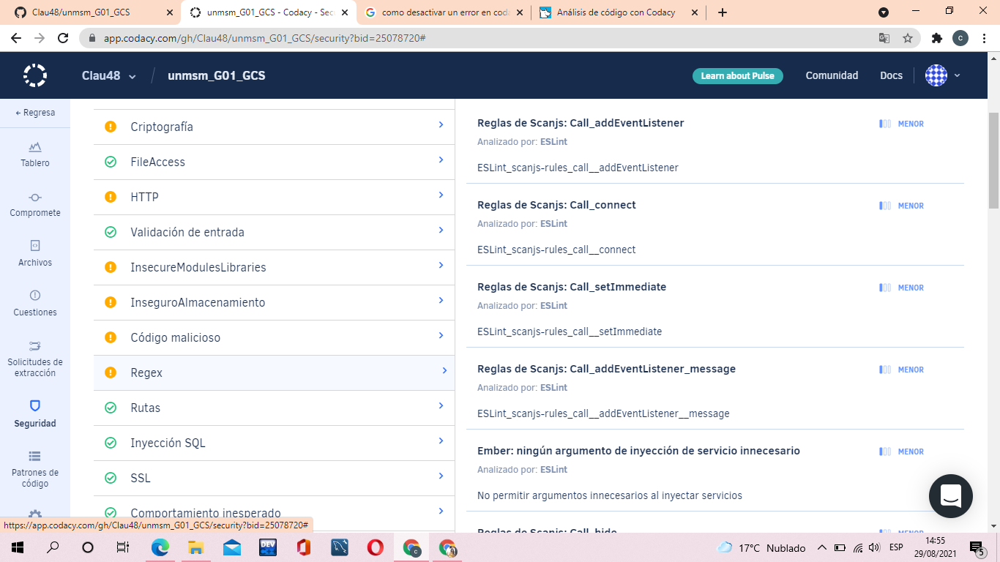 Clau48/unmsm_G01_GCS
unmsm_G01_GCS - Codacy - Sec
como desactivar un error en coda
Análisis de código con Codacy
app.codacy.com/gh/Clau48/unmsm_G01_GCS/security?bid=25078720#
c
Clau48
unmsm_G01_GCS
Learn about Pulse
Comunidad
Docs
← Regresa
Tablero
Compromete
Archivos
Cuestiones
Solicitudes de
extracción
Seguridad
Patrones de
código
Criptografía
FileAccess
HTTP
Validación de entrada
InsecureModulesLibraries
InseguroAlmacenamiento
Código malicioso
Regex
Rutas
Inyección SQL
SSL
Comportamiento inesperado
Reglas de Scanjs: Call_addEventListener
MENOR
Analizado por: ESLint
ESLint_scanjs-rules_call__addEventListener
Reglas de Scanjs: Call_connect
MENOR
Analizado por: ESLint
ESLint_scanjs-rules_call__connect
Reglas de Scanjs: Call_setImmediate
MENOR
Analizado por: ESLint
ESLint_scanjs-rules_call__setImmediate
Reglas de Scanjs: Call_addEventListener_message
MENOR
Analizado por: ESLint
ESLint_scanjs-rules_call__addEventListener__message
Ember: ningún argumento de inyección de servicio innecesario
MENOR
Analizado por: ESLint
No permitir argumentos innecesarios al inyectar servicios
Reglas de Scanjs: Call_hide
MENOR
https://app.codacy.com/gh/Clau48/unmsm_G01_GCS/security?bid=25078720#
DEV
C
17°C Nublado
ESP
14:55
29/08/2021
5